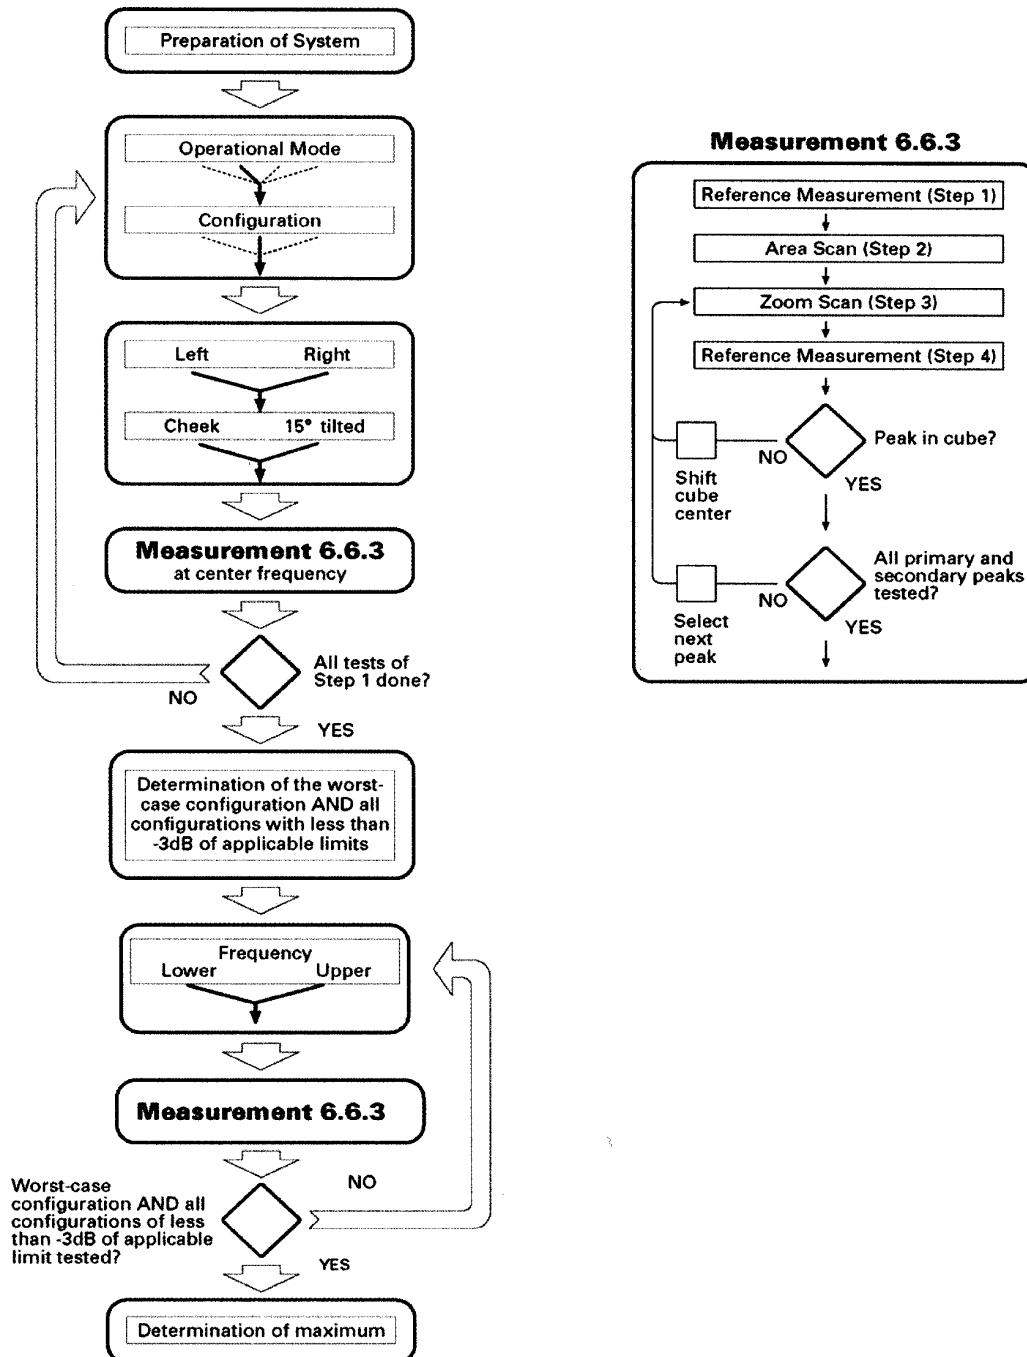 Preparation of System
Operational Mode
Configuration
Left Right
Cheek 15° tilted
Measurement 6.6.3
at center frequency
All tests of
Step 1 done?
NO
YES
Determination of the worst-
case configuration AND all
configurations with less than
-3dB of applicable limits
Frequency
Lower Upper
Measurement 6.6.3
Worst-case
configuration AND all
configurations of less
than -3dB of applicable
limit tested?
NO
YES
Determination of maximum
Measurement 6.6.3
Reference Measurement (Step 1)
Area Scan (Step 2)
Zoom Scan (Step 3)
Reference Measurement (Step 4)
Peak in cube?
NO
YES
Shift
cube
center
All primary and
secondary peaks
tested?
NO
YES
Select
next
peak